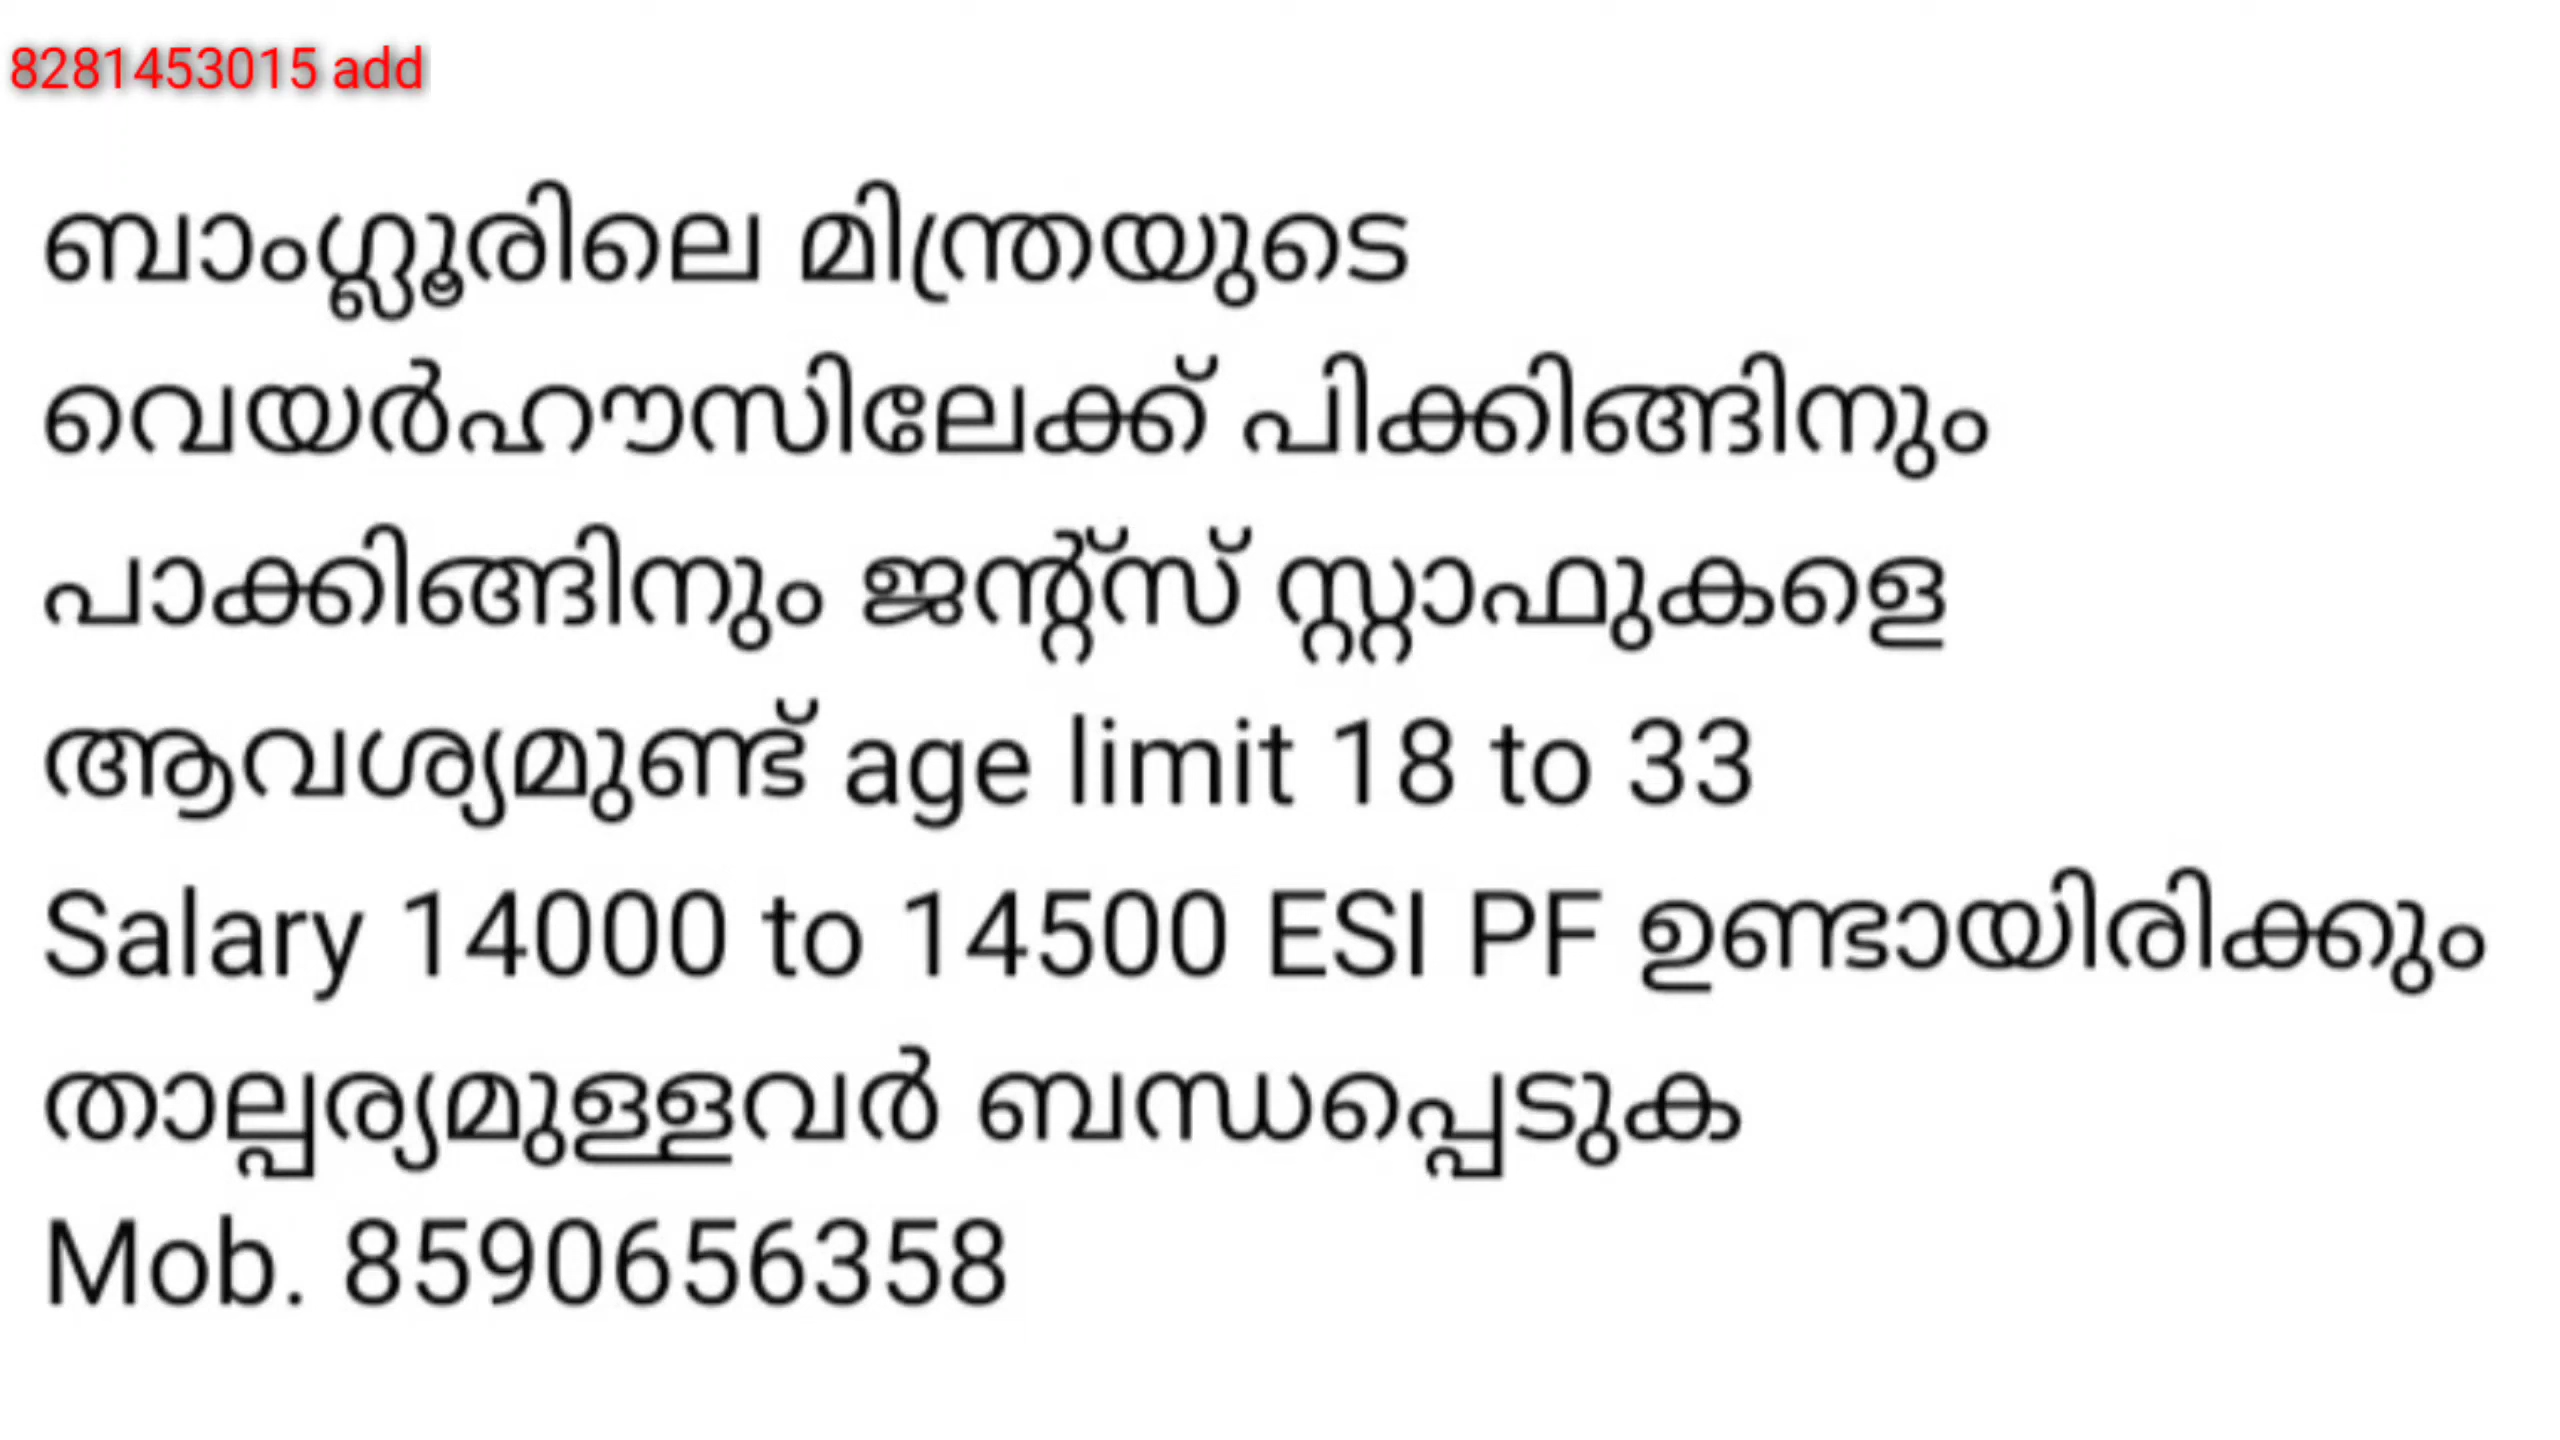 8281453015 add
ബാംഗ്ലൂരിലെ മിന്ത്രയുടെ
വെയർഹൗസിലേക്ക് പിക്കിങ്ങിനും
പാക്കിങ്ങിനും ജന്റ്സ് സ്റ്റാഫുകളെ
ആവശ്യമുണ്ട് age limit 18 to 33
Salary 14000 to 14500 ESI PF ഉണ്ടായിരിക്കും
താല്പര്യമുള്ളവർ ബന്ധപ്പെടുക
Mob. 8590656358